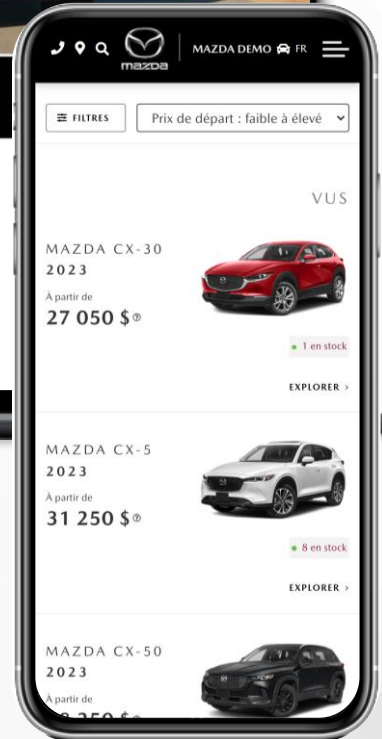 mazda
MAZDA DEMO FR
FILTRES
Prix de départ : faible à élevé
VUS
MAZDA CX-30
2023
À partir de
27 050 $
1 en stock
EXPLORER >
MAZDA CX-5
2023
À partir de
31 250 $
8 en stock
EXPLORER >
MAZDA CX-50
2023
À partir de